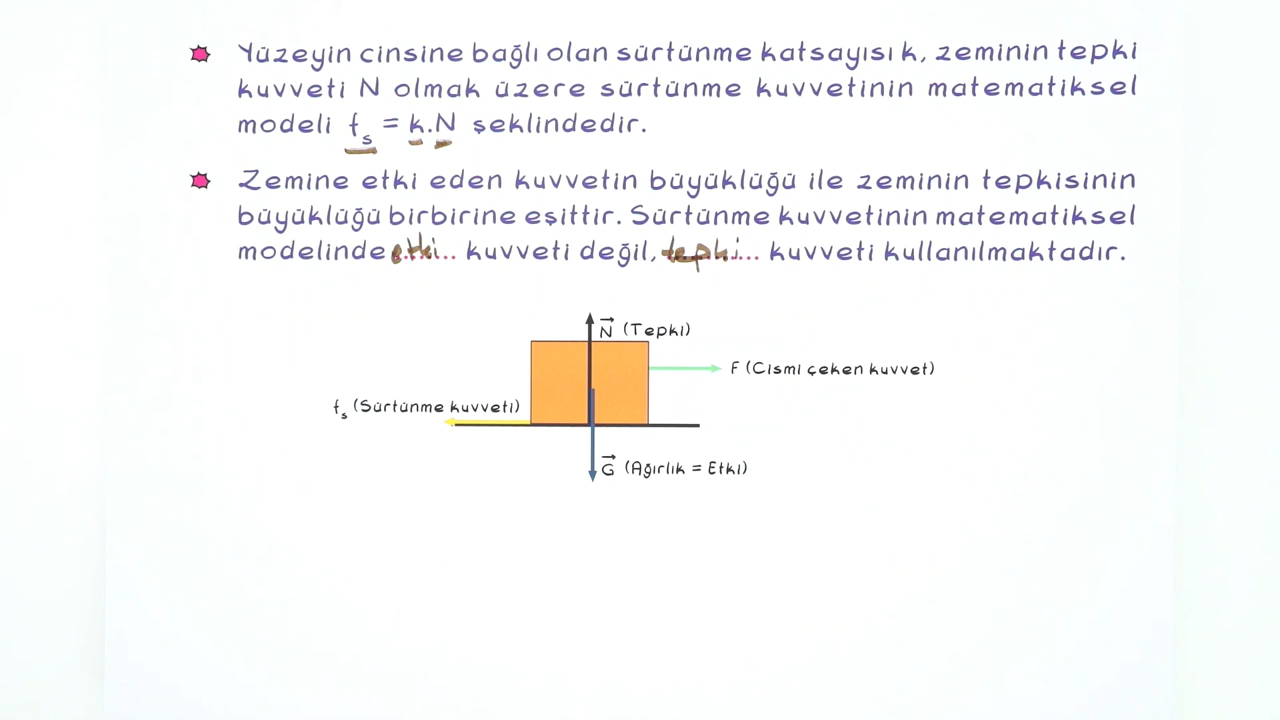 Yüzeyin cinsine bağlı olan sürtünme katsayısı k, zeminin tepki
kuvveti N olmak üzere sürtünme kuvvetinin matematiksel
modeli fs = k.N şeklindedir.
Zemine etki eden kuvvetin büyüklüğü ile zeminin tepkisinin
büyüklüğü birbirine eşittir. Sürtünme kuvvetinin matematiksel
modelinde etki... kuvveti değil, tepki... kuvveti kullanılmaktadır.
N (Tepki)
F (Cismi çeken kuvvet)
fs (Sürtünme kuvveti)
G (Ağırlık = Etki)